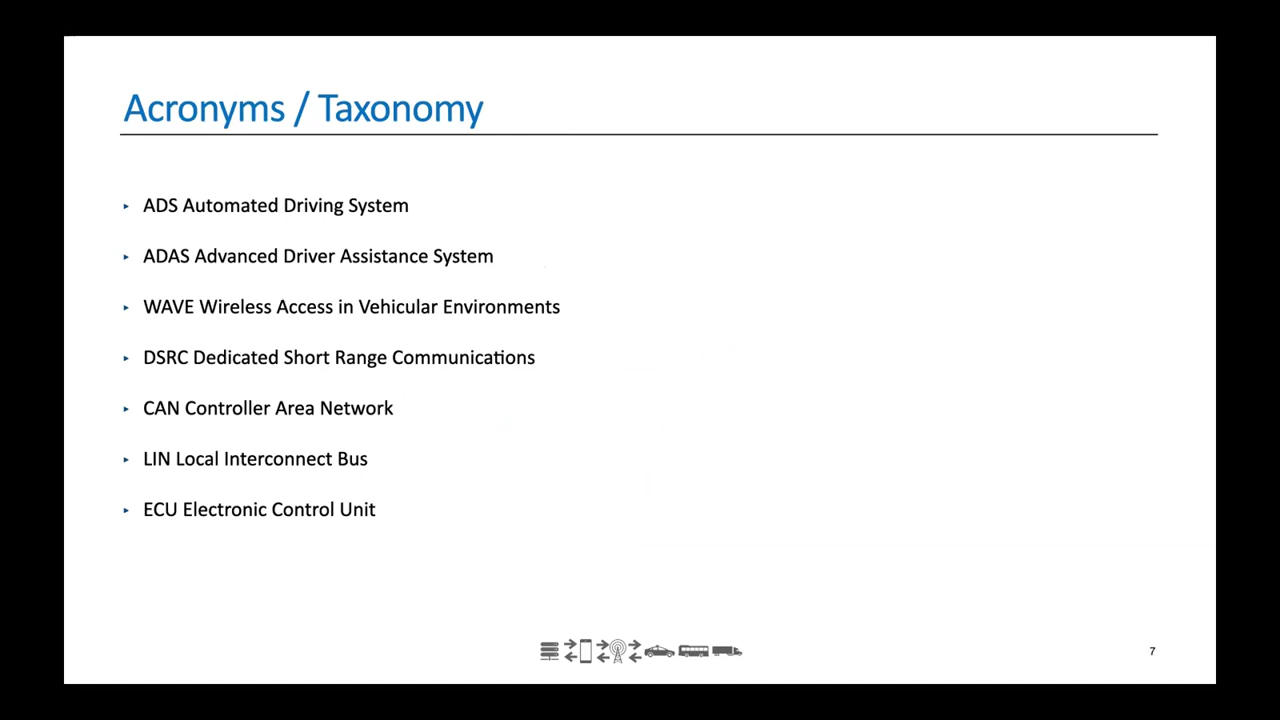 Acronyms / Taxonomy
ADS Automated Driving System
ADAS Advanced Driver Assistance System
WAVE Wireless Access in Vehicular Environments
DSRC Dedicated Short Range Communications
CAN Controller Area Network
LIN Local Interconnect Bus
ECU Electronic Control Unit
7